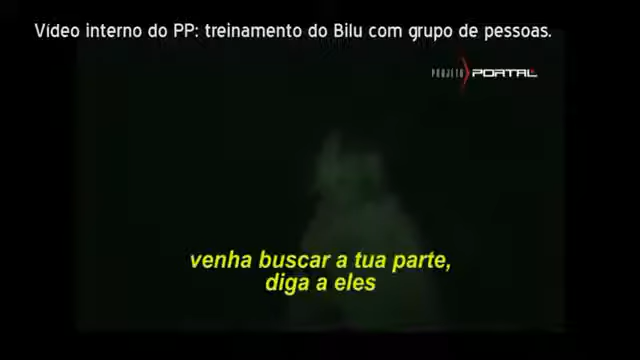 Vídeo interno do PP: treinamento do Bilu com grupo de pessoas.
PROJETO PORTAL
venha buscar a tua parte,
diga a eles